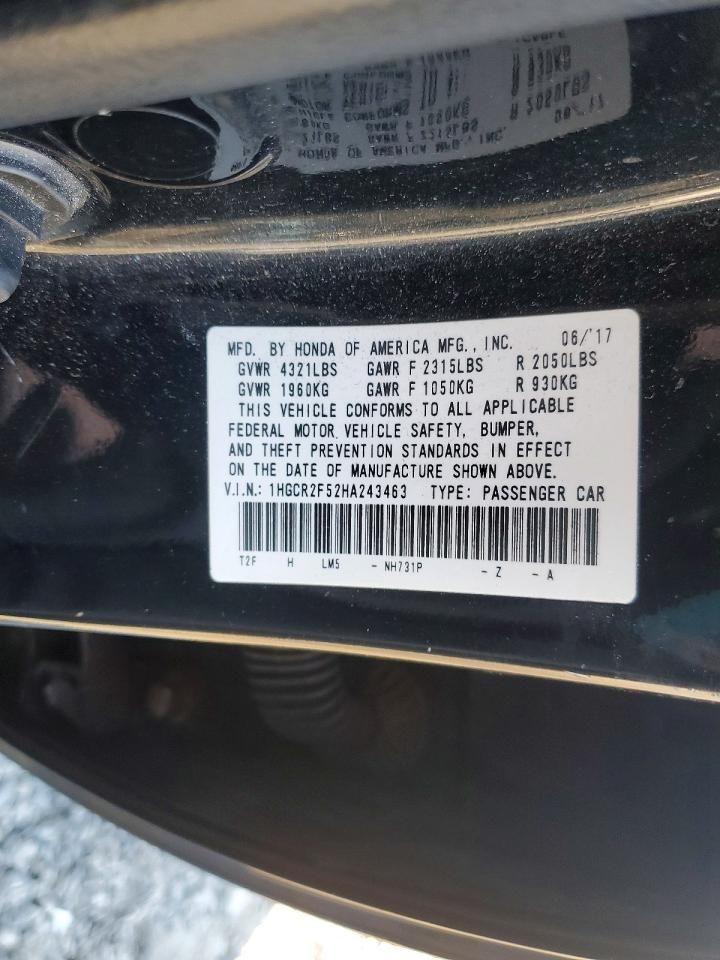 MFD. BY HONDA OF AMERICA MFG., INC. 06/'17
GVWR 4321LBS GAWR F 2315LBS R 2050LBS
GVWR 1960KG GAWR F 1050KG R 930KG
THIS VEHICLE CONFORMS TO ALL APPLICABLE
FEDERAL MOTOR VEHICLE SAFETY, BUMPER,
AND THEFT PREVENTION STANDARDS IN EFFECT
ON THE DATE OF MANUFACTURE SHOWN ABOVE.
V.I.N.: 1HGCR2F52HA243463 TYPE: PASSENGER CAR
T2F H LM5 - NH731P - Z - A